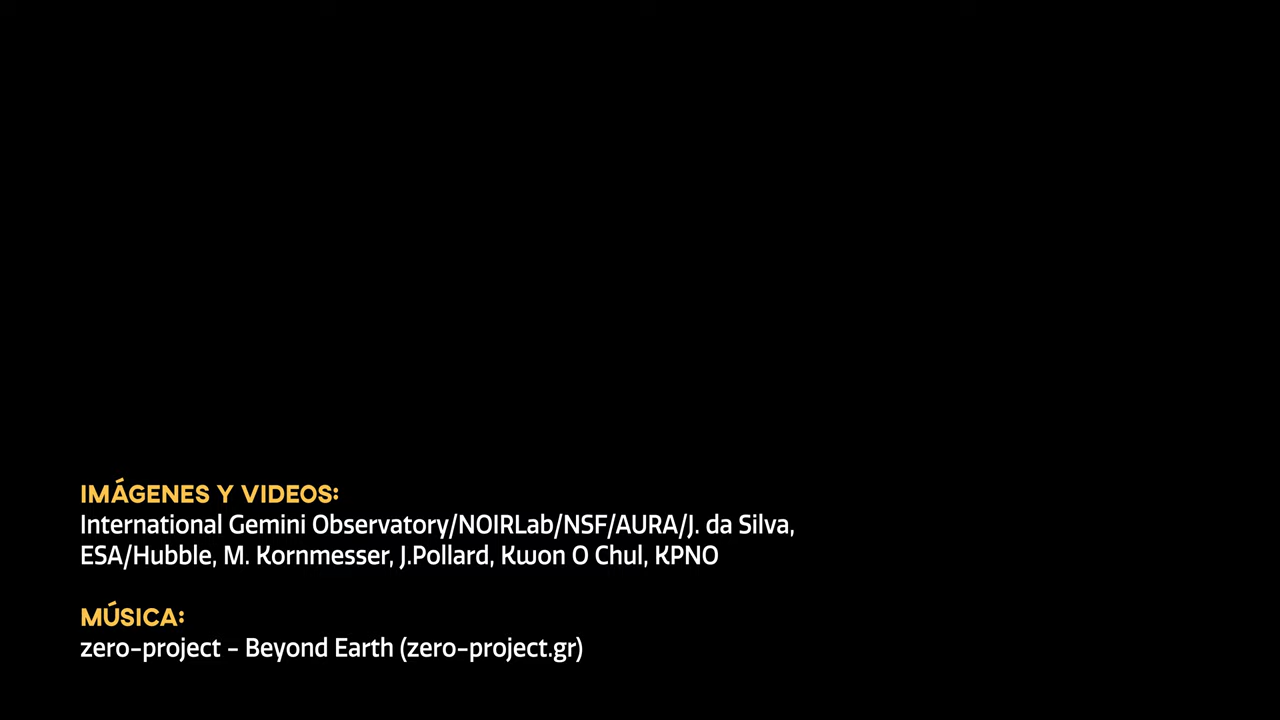 IMÁGENES Y VIDEOS:
International Gemini Observatory/NOIRLab/NSF/AURA/J. da Silva,
ESA/Hubble, M. Kornmesser, J.Pollard, Kwon O Chul, KPNO
MÚSICA:
zero-project - Beyond Earth (zero-project.gr)